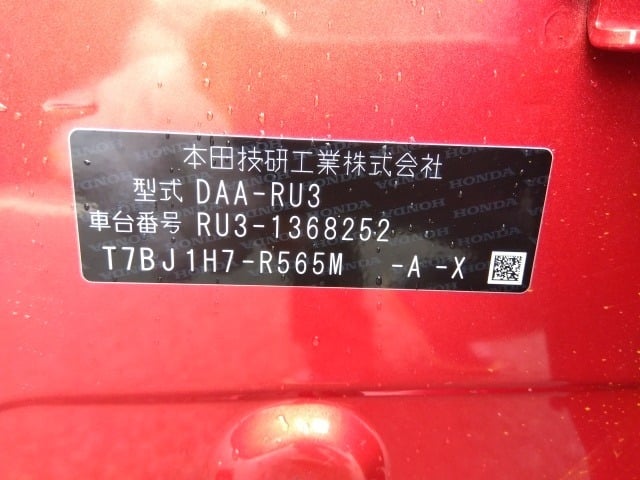 本田技研工業株式会社
型式 DAA-RU3
車台番号 RU3-1368252
T7BJ1H7-R565M -A -X